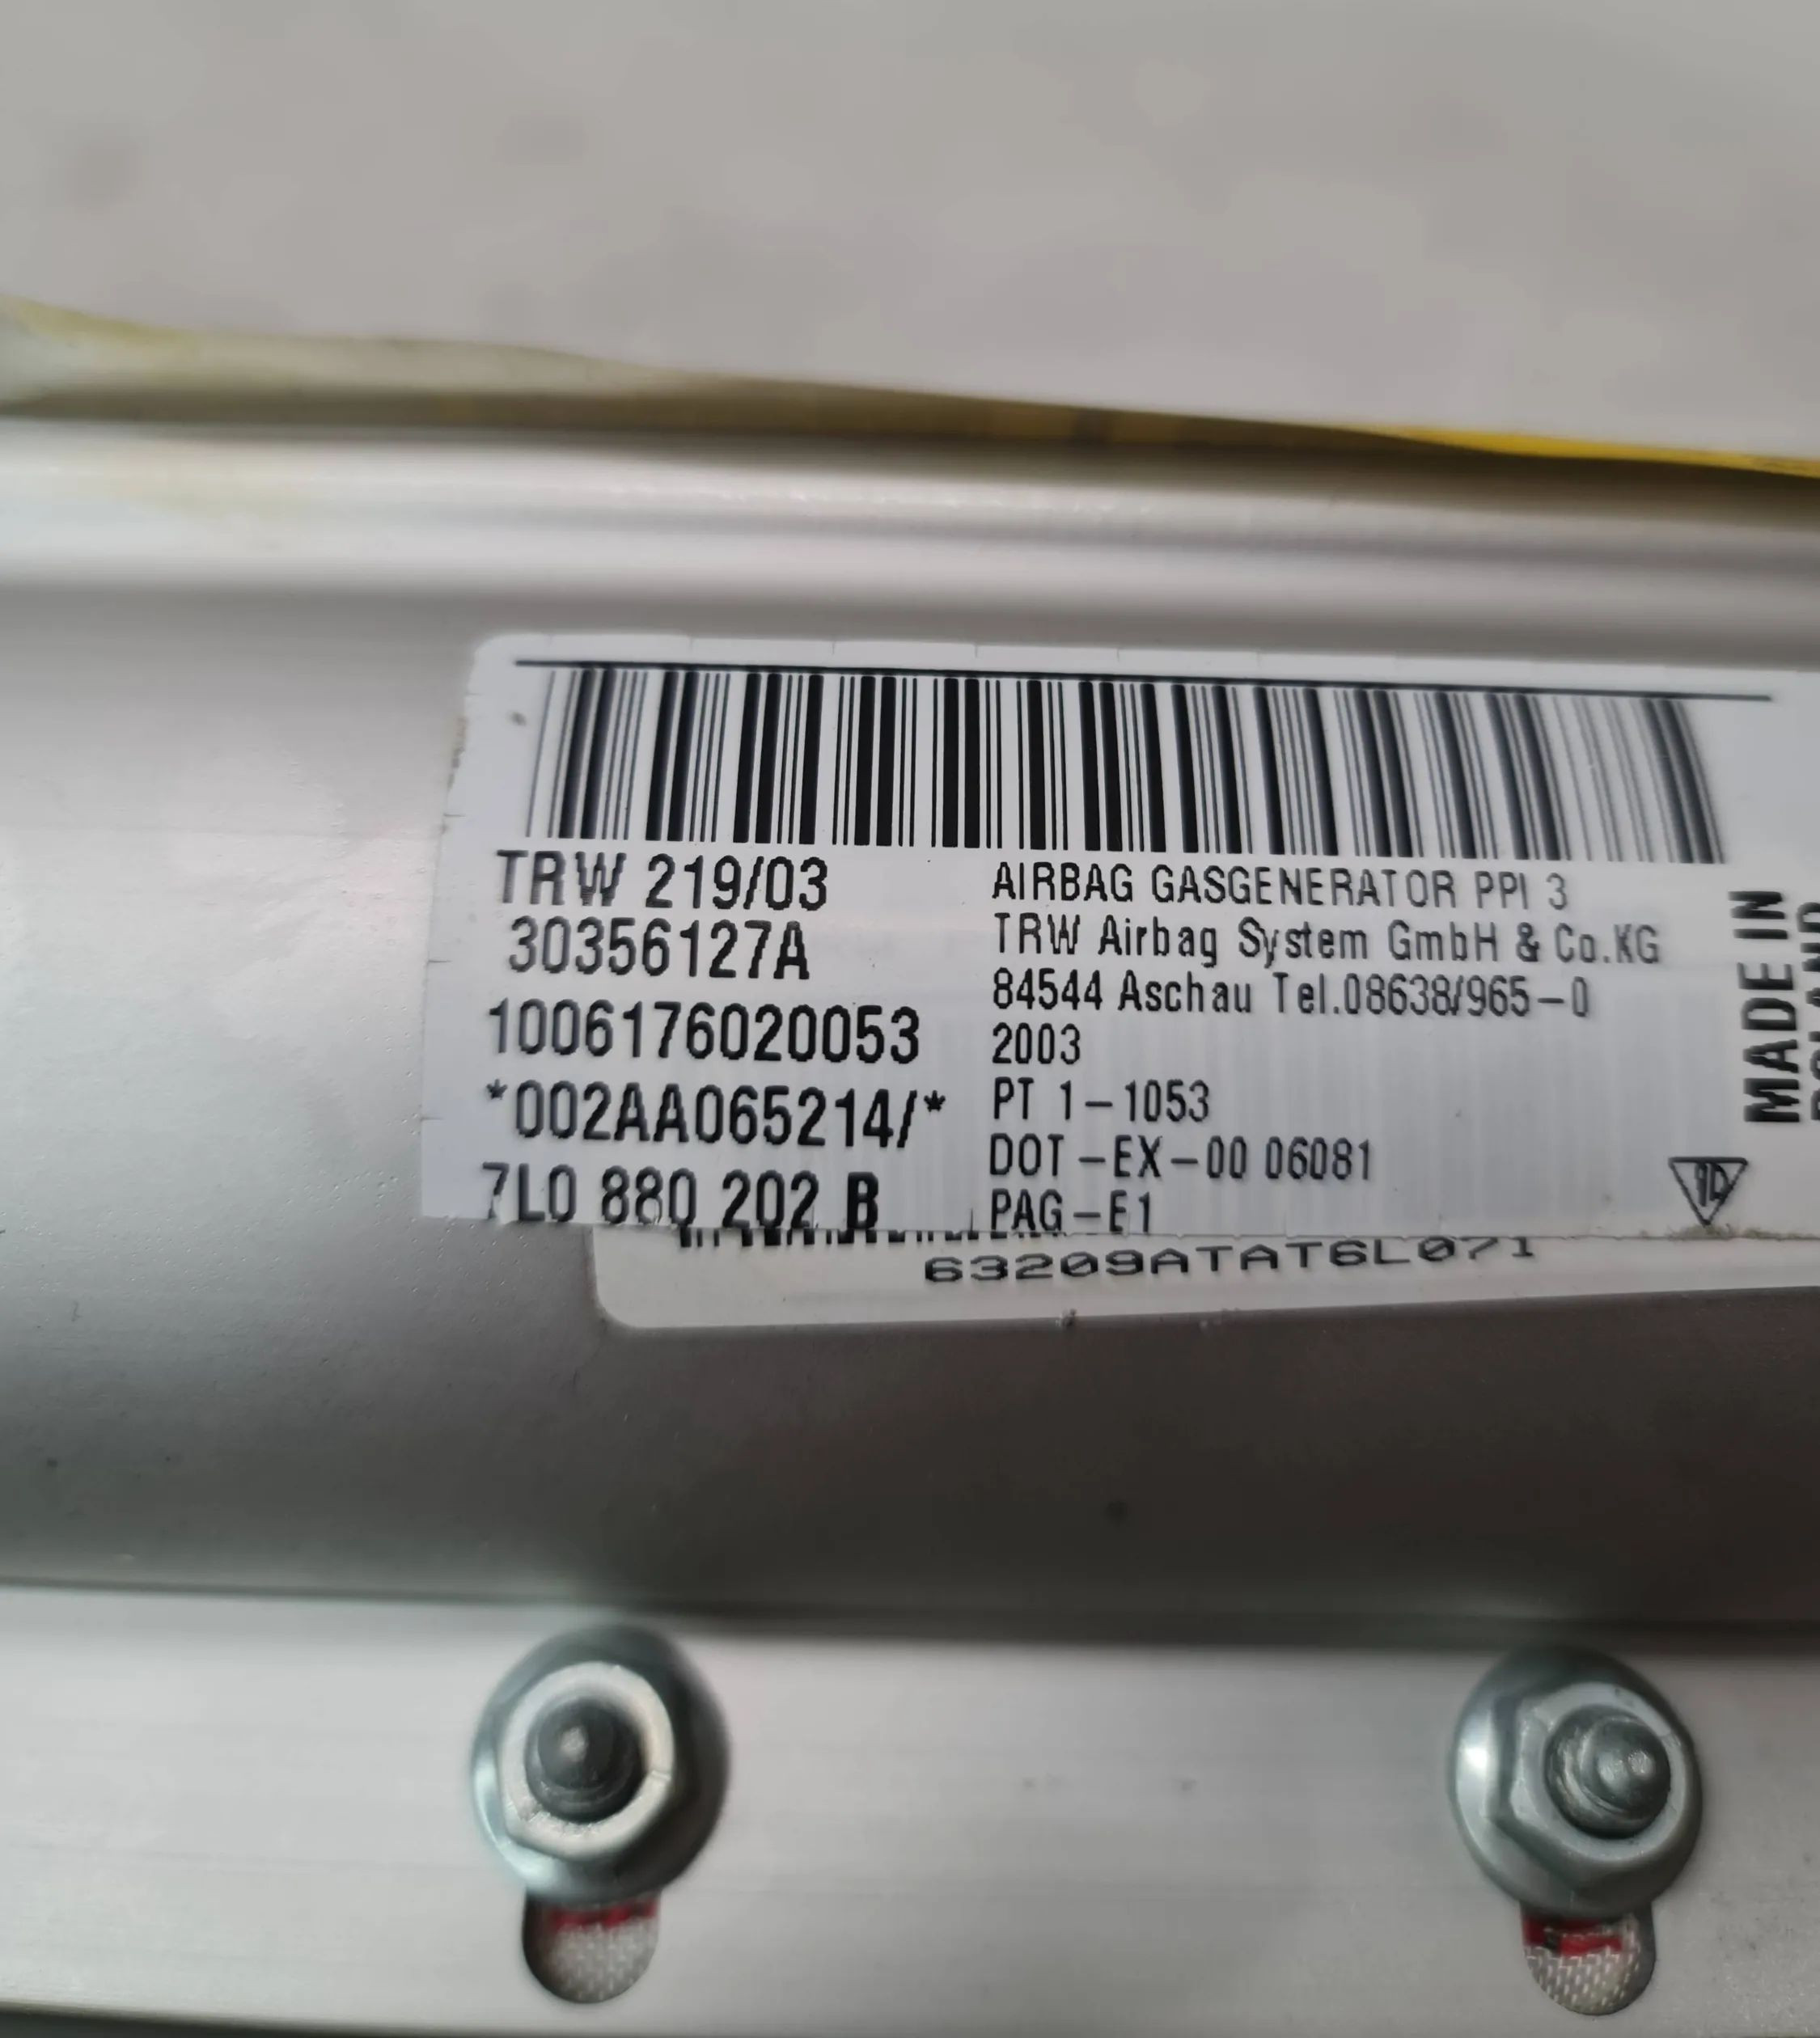 TRW 219/03
30356127A
1006176020053
*002AA065214/*
7L0 880 202 B
AIRBAG GASGENERATOR PPI 3
TRW Airbag System GmbH & Co.KG
84544 Aschau Tel.08638/965-0
2003
PT 1-1053
DOT-EX-00 06081
PAG-E1
MADE IN
63209ATAT6L071